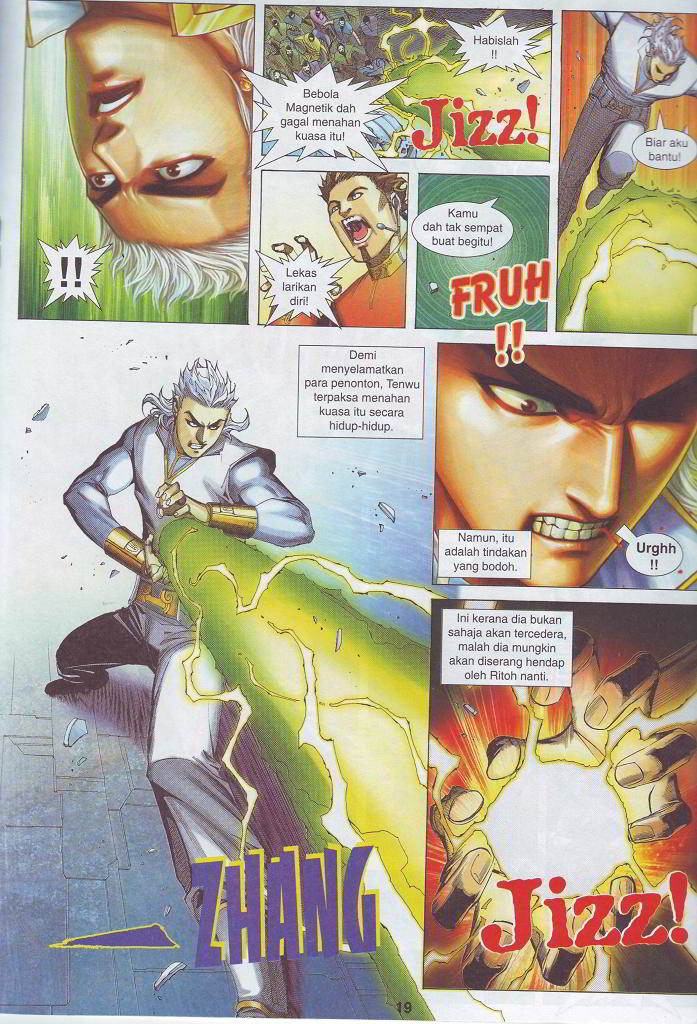 !!
Bebola
Magnetik dah
gagal menahan
kuasa itu!
Habislah
!!
Jizz!
Lekas
larikan
diri!
Kamu
dah tak sempat
buat begitu!
FRUH
!!
Biar aku
bantu!
Demi
menyelamatkan
para penonton, Tenwu
terpaksa menahan
kuasa itu secara
hidup-hidup.
ZHANG
Namun, itu
adalah tindakan
yang bodoh.
Urghh
!!
Ini kerana dia bukan
sahaja akan tercedera,
malah dia mungkin
akan diserang hendap
oleh Ritoh nanti.
Jizz!
19